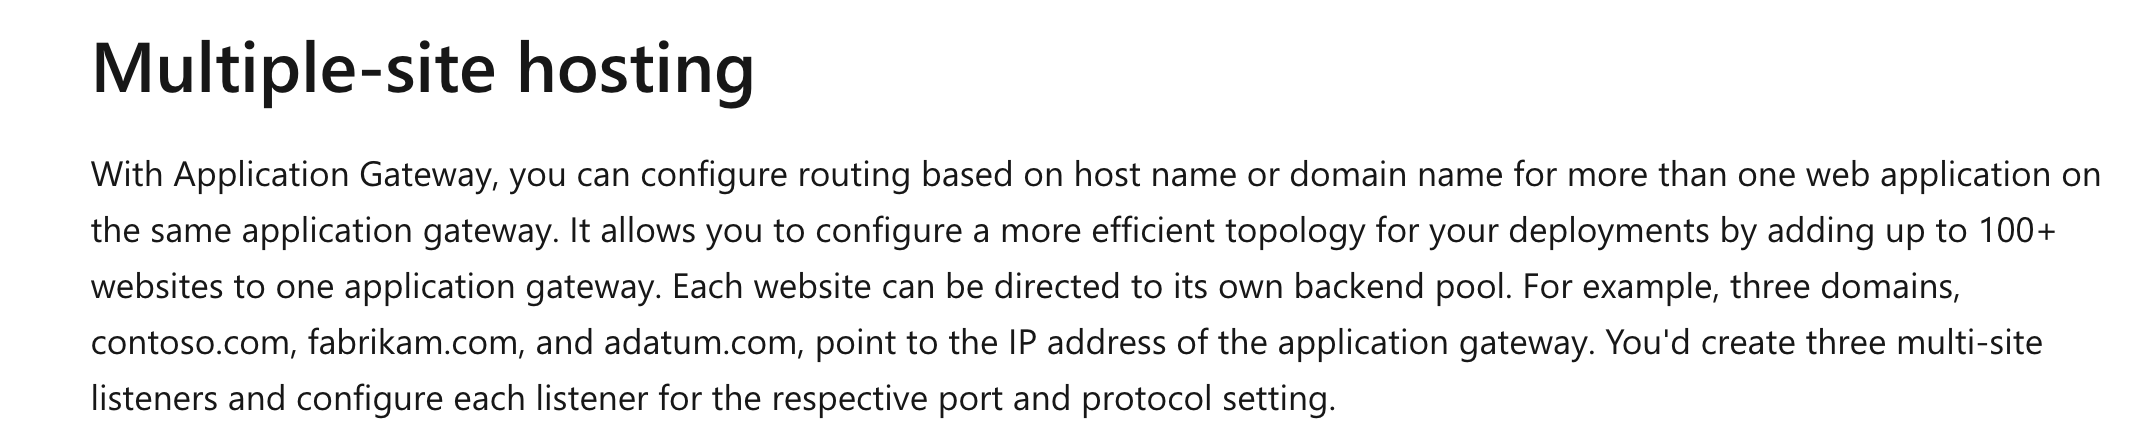 Multiple-site hosting
With Application Gateway, you can configure routing based on host name or domain name for more than one web application on
the same application gateway. It allows you to configure a more efficient topology for your deployments by adding up to 100+
websites to one application gateway. Each website can be directed to its own backend pool. For example, three domains,
contoso.com, fabrikam.com, and adatum.com, point to the IP address of the application gateway. You'd create three multi-site
listeners and configure each listener for the respective port and protocol setting.